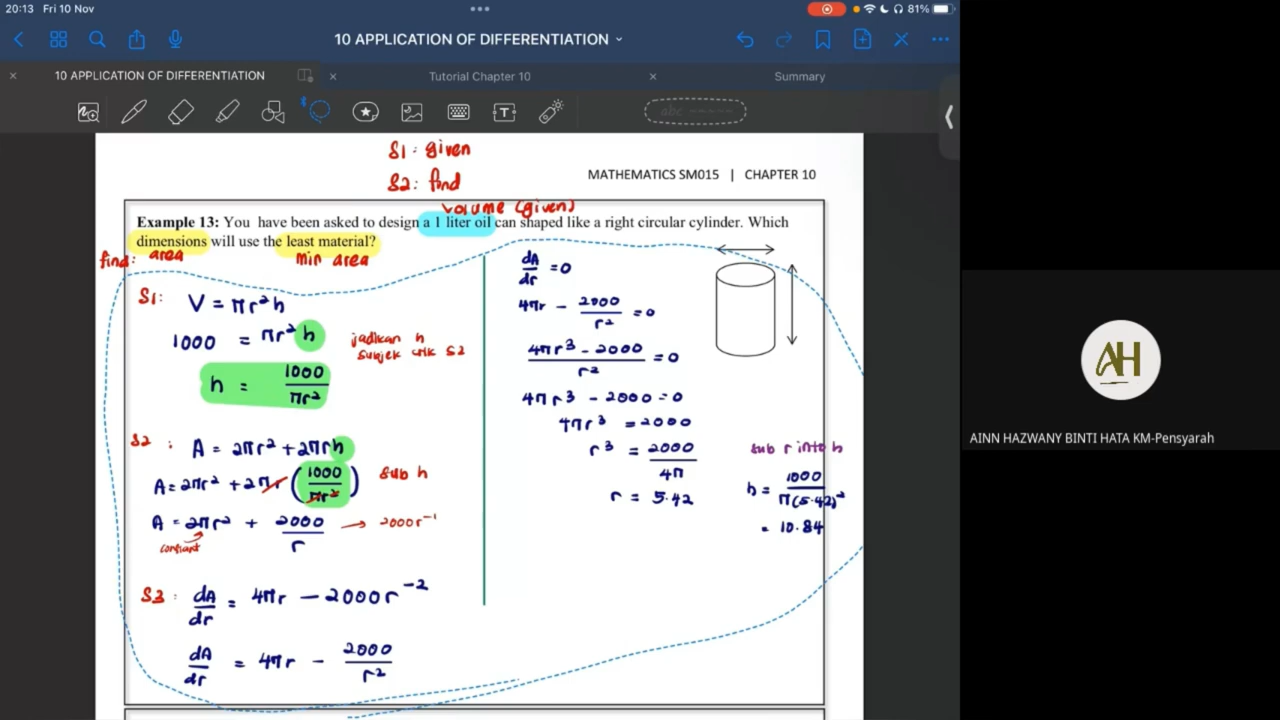 20:13 Fri 10 Nov
81%
10 APPLICATION OF DIFFERENTIATION
10 APPLICATION OF DIFFERENTIATION
Tutorial Chapter 10
Summary
S1: given
S2: find
MATHEMATICS SM015 | CHAPTER 10
volume (given)
Example 13: You have been asked to design a 1 liter oil can shaped like a right circular cylinder. Which
dimensions will use the least material?
find: area
min area
S1: V = πr²h
1000 = πr²h
jadikan h
subjek utk S2
h = 1000/πr²
S2: A = 2πr² + 2πrh
A = 2πr² + 2πr (1000/πr²) sub h
A = 2πr² + 2000/r → 2000r⁻¹
constant
S3: dA/dr = 4πr − 2000r⁻²
dA/dr = 4πr − 2000/r²
dA/dr = 0
4πr − 2000/r² = 0
4πr³ − 2000/r² = 0
4πr³ − 2000 = 0
4πr³ = 2000
r³ = 2000/4π
r = 5.42
sub r into h
h = 1000/π(5.42)²
= 10.84
AH
AINN HAZWANY BINTI HATA KM-Pensyarah